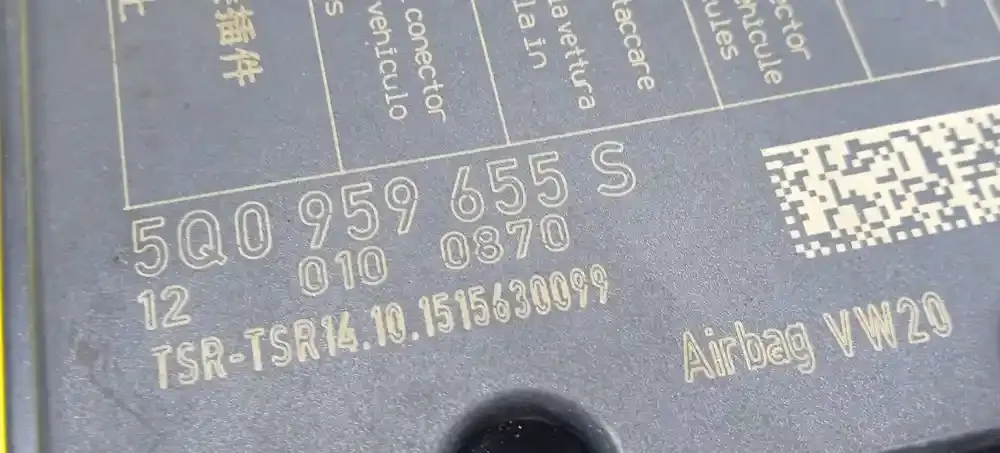 插件
conector
vehiculo
la vettura
la in
taccare
ector
hicule
ules
5Q0 959 655 S
12 010 0870
TSR-TSR14.10.1515630099
Airbag VW20